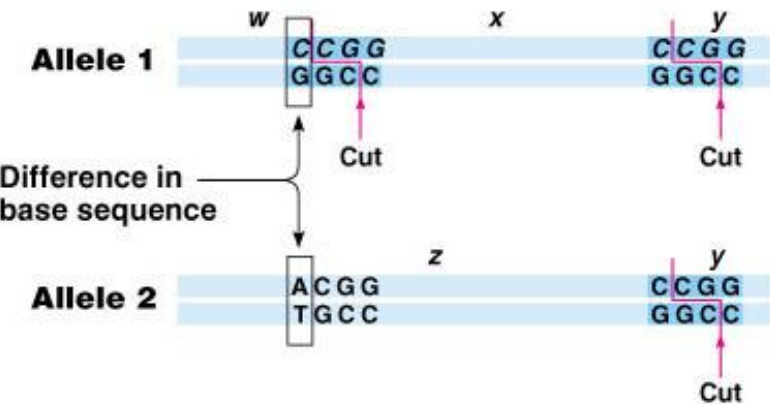 w x y
Allele 1
CCGG CCGG
GGCC GGCC
Cut Cut
Difference in
base sequence
z y
Allele 2
ACGG CCGG
TGCC GGCC
Cut